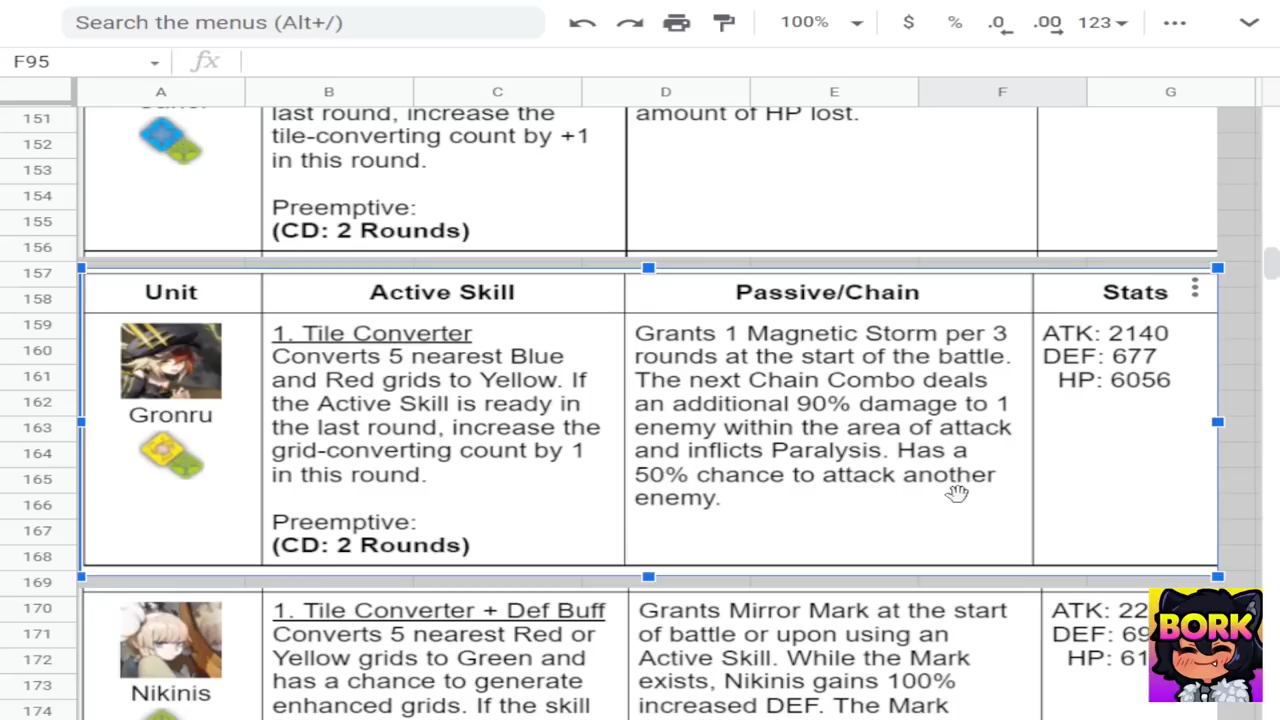 Search the menus (Alt+/)
100%
$ % .0 .00 123
F95
fx
A B C D E F G
151
152
153
154
155
156
157
158
159
160
161
162
163
164
165
166
167
168
169
170
171
172
173
174
last round, increase the
tile-converting count by +1
in this round.
Preemptive:
(CD: 2 Rounds)
amount of HP lost.
Unit
Active Skill
Passive/Chain
Stats
Gronru
1. Tile Converter
Converts 5 nearest Blue
and Red grids to Yellow. If
the Active Skill is ready in
the last round, increase the
grid-converting count by 1
in this round.
Preemptive:
(CD: 2 Rounds)
Grants 1 Magnetic Storm per 3
rounds at the start of the battle.
The next Chain Combo deals
an additional 90% damage to 1
enemy within the area of attack
and inflicts Paralysis. Has a
50% chance to attack another
enemy.
ATK: 2140
DEF: 677
HP: 6056
Nikinis
1. Tile Converter + Def Buff
Converts 5 nearest Red or
Yellow grids to Green and
has a chance to generate
enhanced grids. If the skill
Grants Mirror Mark at the start
of battle or upon using an
Active Skill. While the Mark
exists, Nikinis gains 100%
increased DEF. The Mark
ATK: 22
DEF: 69
HP: 61
BORK